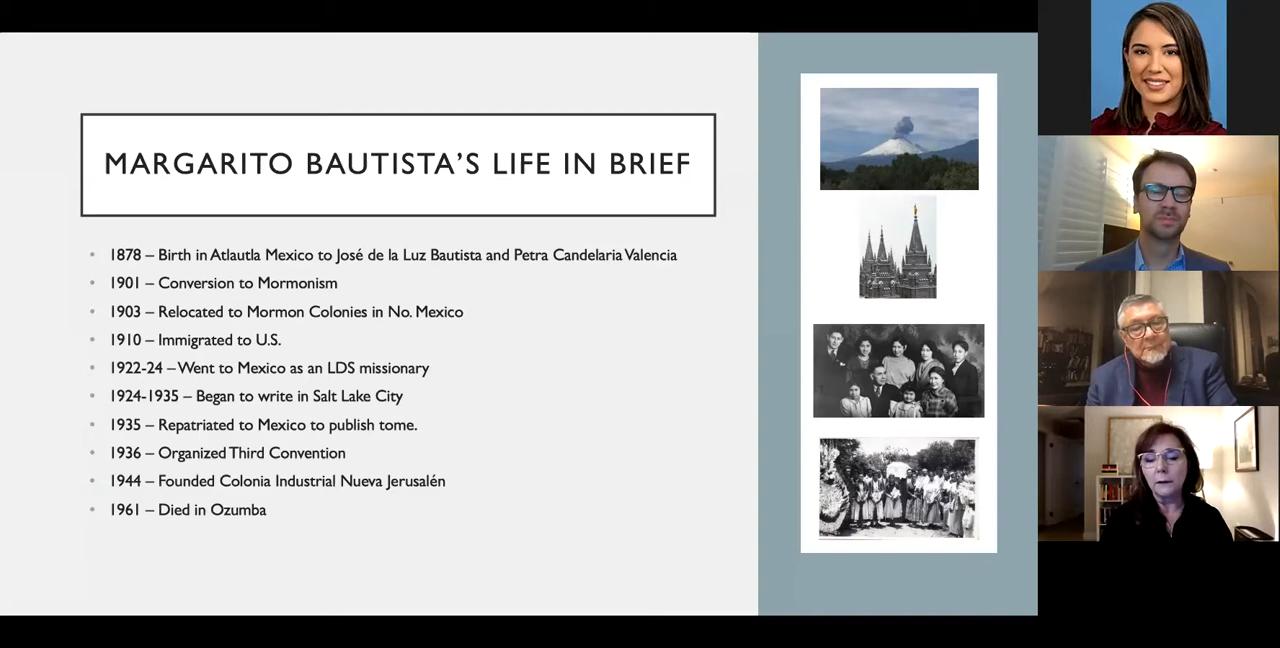 MARGARITO BAUTISTA'S LIFE IN BRIEF
• 1878 – Birth in Atlautla Mexico to José de la Luz Bautista and Petra Candelaria Valencia
• 1901 – Conversion to Mormonism
• 1903 – Relocated to Mormon Colonies in No. Mexico
• 1910 – Immigrated to U.S.
• 1922-24 – Went to Mexico as an LDS missionary
• 1924-1935 – Began to write in Salt Lake City
• 1935 – Repatriated to Mexico to publish tome.
• 1936 – Organized Third Convention
• 1944 – Founded Colonia Industrial Nueva Jerusalén
• 1961 – Died in Ozumba